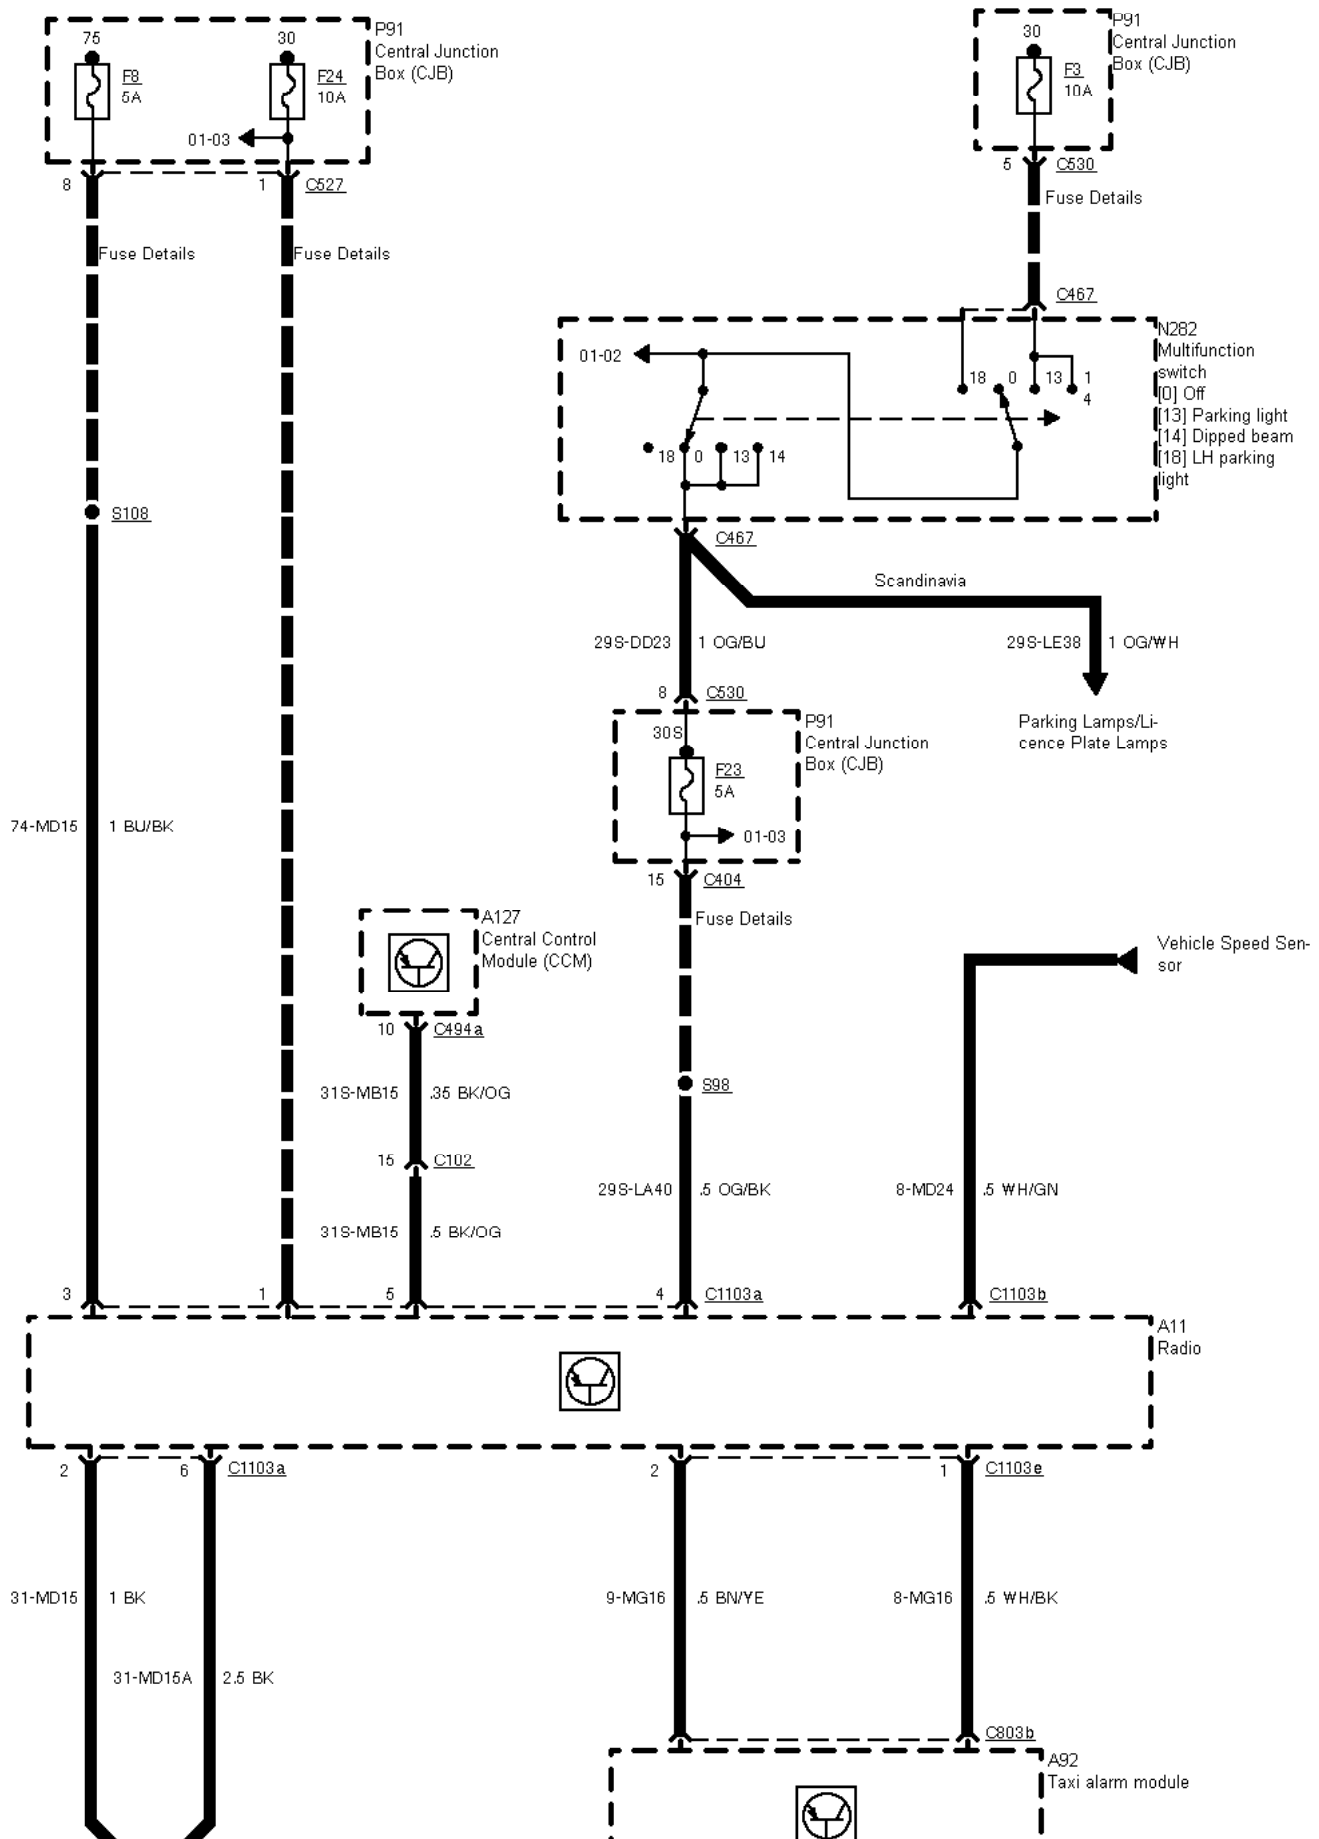 75
30
P91
Central Junction
Box (CJB)
F8
5A
F24
10A
01-03
8
1
C527
Fuse Details
Fuse Details
30
P91
Central Junction
Box (CJB)
F3
10A
5
C530
Fuse Details
C467
N282
Multifunction
switch
[0] Off
[13] Parking light
[14] Dipped beam
[18] LH parking
light
01-02
18
0
13
1
4
18
0
13
14
S108
C467
Scandinavia
29S-DD23
1 OG/BU
29S-LE38
1 OG/WH
8
C530
Parking Lamps/Li-
cence Plate Lamps
30S
P91
Central Junction
Box (CJB)
F23
5A
01-03
74-MD15
1 BU/BK
15
C404
Fuse Details
A127
Central Control
Module (CCM)
Vehicle Speed Sen-
sor
10
C494a
31S-MB15
.35 BK/OG
S98
15
C102
29S-LA40
.5 OG/BK
8-MD24
.5 WH/GN
31S-MB15
.5 BK/OG
3
1
5
4
C1103a
C1103b
A11
Radio
2
6
C1103a
2
1
C1103e
31-MD15
1 BK
9-MG16
.5 BN/YE
8-MG16
.5 WH/BK
31-MD15A
2.5 BK
C803b
A92
Taxi alarm module